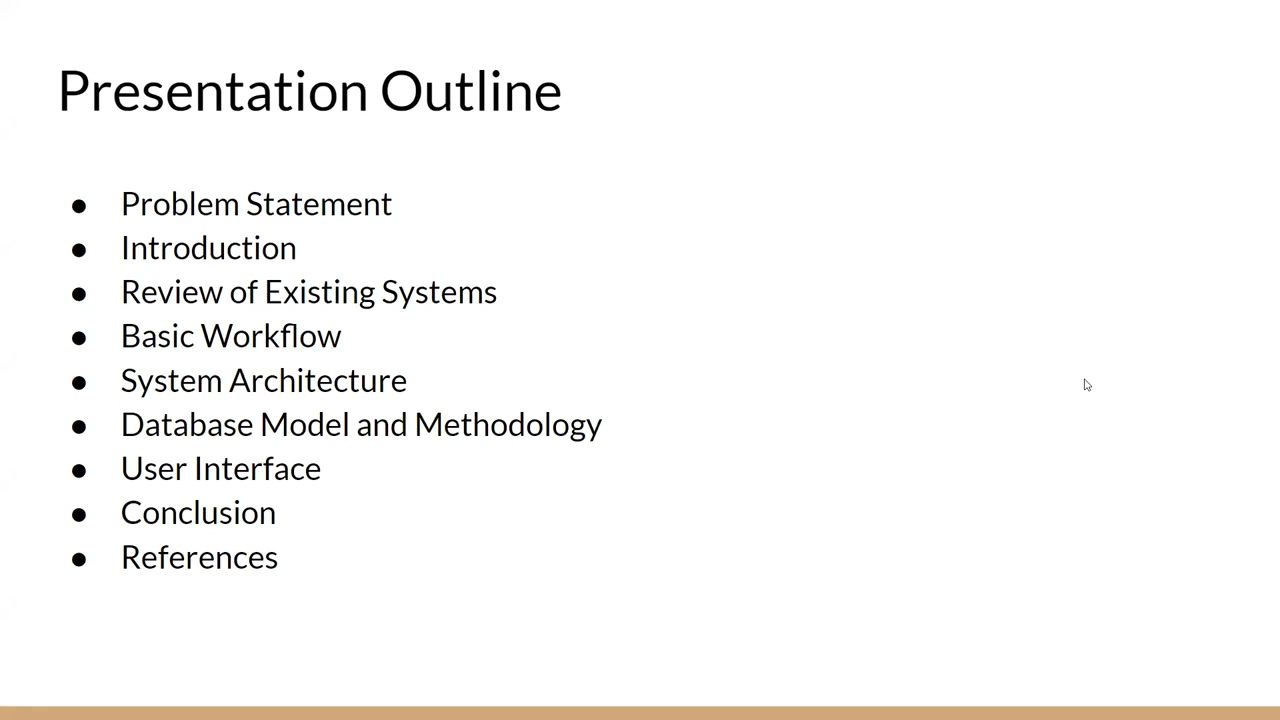 Presentation Outline
● Problem Statement
● Introduction
● Review of Existing Systems
● Basic Workflow
● System Architecture
● Database Model and Methodology
● User Interface
● Conclusion
● References